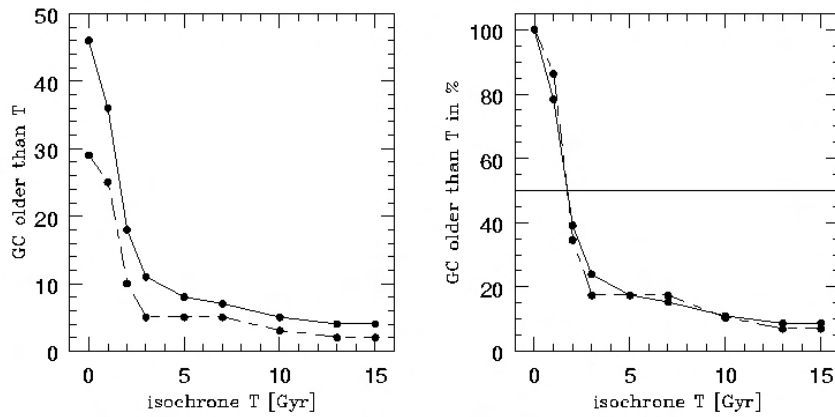 GC older than T
50
40
30
20
10
0
0 5 10 15
isochrone T [Gyr]
GC older than T in %
100
80
60
40
20
0
0 5 10 15
isochrone T [Gyr]